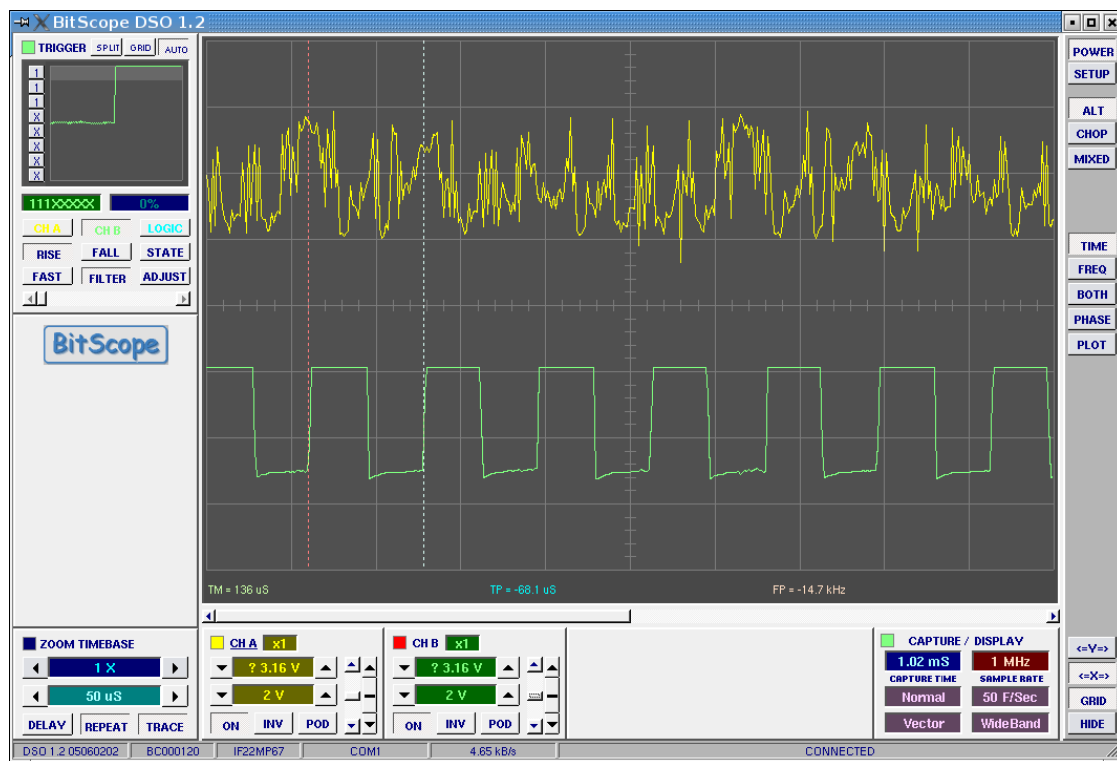 BitScope DSO 1.2
TRIGGER SPLIT GRID AUTO
1
1
1
X
X
X
X
X
111XXXXX 0%
CH A CH B LOGIC
RISE FALL STATE
FAST FILTER ADJUST
BitScope
POWER
SETUP
ALT
CHOP
MIXED
TIME
FREQ
BOTH
PHASE
PLOT
TM = 136 uS TP = -68.1 uS FP = -14.7 kHz
ZOOM TIMEBASE
1 X
50 uS
DELAY REPEAT TRACE
CH A x1
? 3.16 V
2 V
ON INV POD
CH B x1
? 3.16 V
2 V
ON INV POD
CAPTURE / DISPLAY
1.02 mS 1 MHz
CAPTURE TIME SAMPLE RATE
Normal 50 F/Sec
Vector WideBand
<=Y=>
<=X=>
GRID
HIDE
DSO 1.2 05060202 BC000120 IF22MP67 COM1 4.65 kB/s CONNECTED